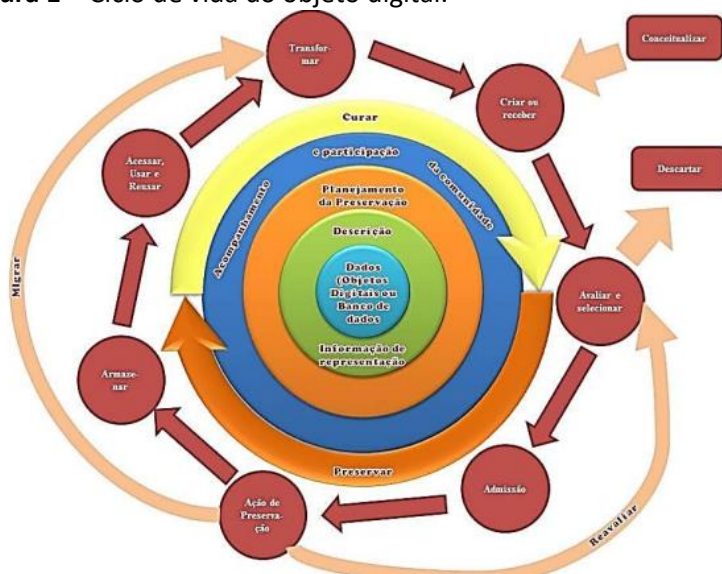 Ciclo de vida do objeto digital.
Transfor-
mar
Conceitualizar
Criar ou
receber
Curar
e participação
da comunidade
Acompanhamento
Acessar,
Usar e
Reusar
Descartar
Planejamento
da Preservação
Descrição
Dados
(Objetos
Digitais ou
Banco de
dados
Informação de
representação
Migrar
Avaliar e
selecionar
Armaze-
nar
Preservar
Admissão
Ação de
Preserva-
ção
Reavaliar